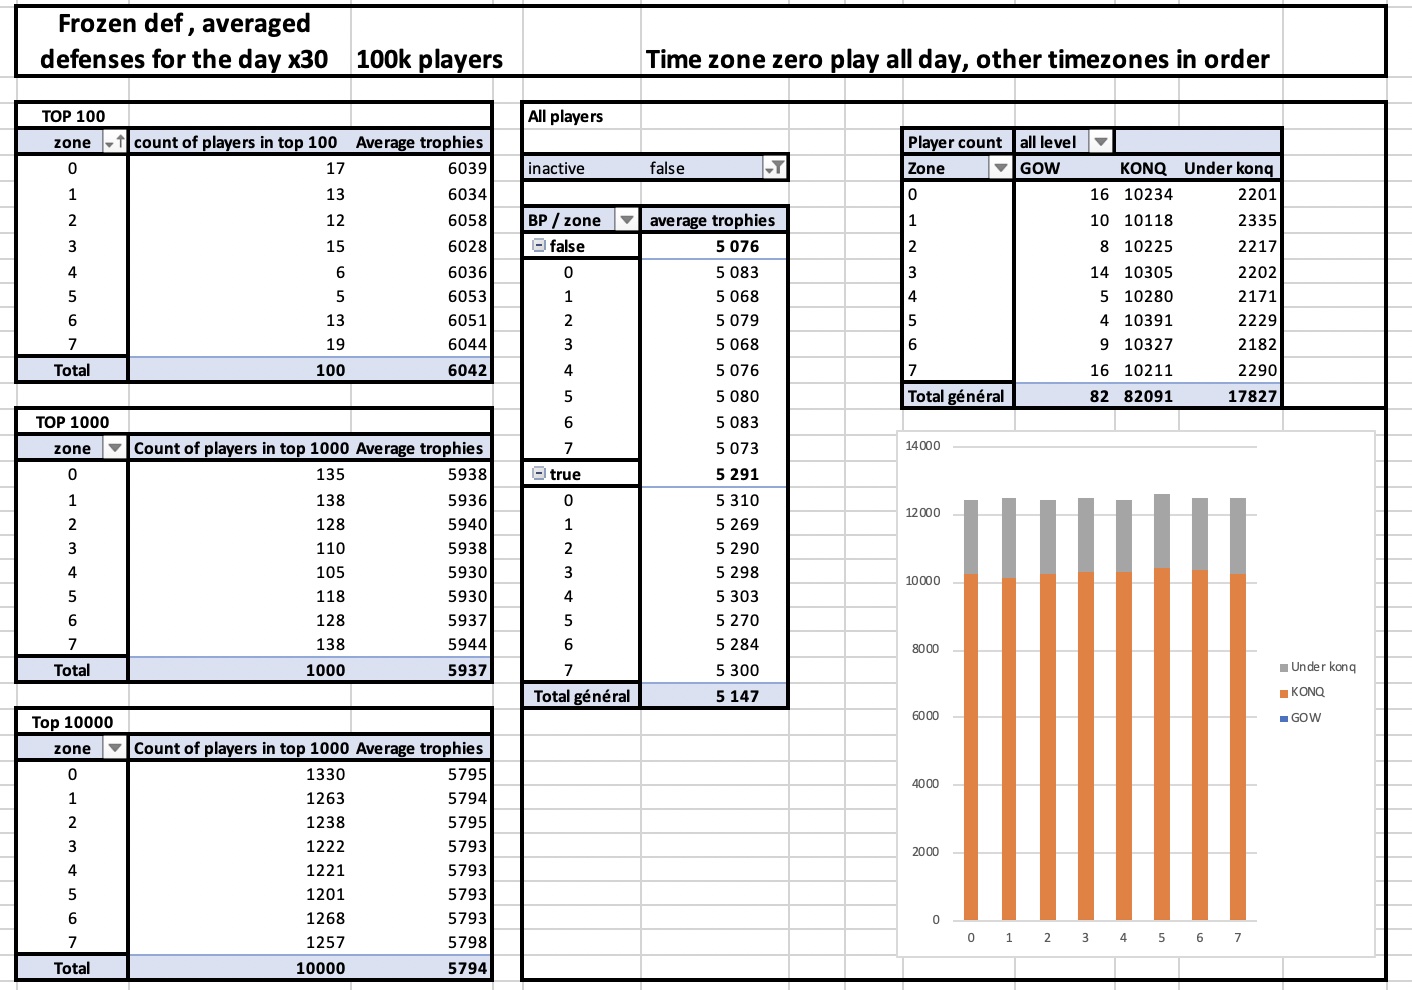 Frozen def , averaged
defenses for the day x30 100k players Time zone zero play all day, other timezones in order
TOP 100
zone count of players in top 100 Average trophies
0 17 6039
1 13 6034
2 12 6058
3 15 6028
4 6 6036
5 5 6053
6 13 6051
7 19 6044
Total 100 6042
TOP 1000
zone Count of players in top 1000 Average trophies
0 135 5938
1 138 5936
2 128 5940
3 110 5938
4 105 5930
5 118 5930
6 128 5937
7 138 5944
Total 1000 5937
Top 10000
zone Count of players in top 1000 Average trophies
0 1330 5795
1 1263 5794
2 1238 5795
3 1222 5793
4 1221 5793
5 1201 5793
6 1268 5793
7 1257 5798
Total 10000 5794
All players
inactive false
BP / zone average trophies
false 5 076
0 5 083
1 5 068
2 5 079
3 5 068
4 5 076
5 5 080
6 5 083
7 5 073
true 5 291
0 5 310
1 5 269
2 5 290
3 5 298
4 5 303
5 5 270
6 5 284
7 5 300
Total général 5 147
Player count all level
Zone GOW KONQ Under konq
0 16 10234 2201
1 10 10118 2335
2 8 10225 2217
3 14 10305 2202
4 5 10280 2171
5 4 10391 2229
6 9 10327 2182
7 16 10211 2290
Total général 82 82091 17827
14000
12000
10000
8000
6000
4000
2000
0
0 1 2 3 4 5 6 7
Under konq
KONQ
GOW